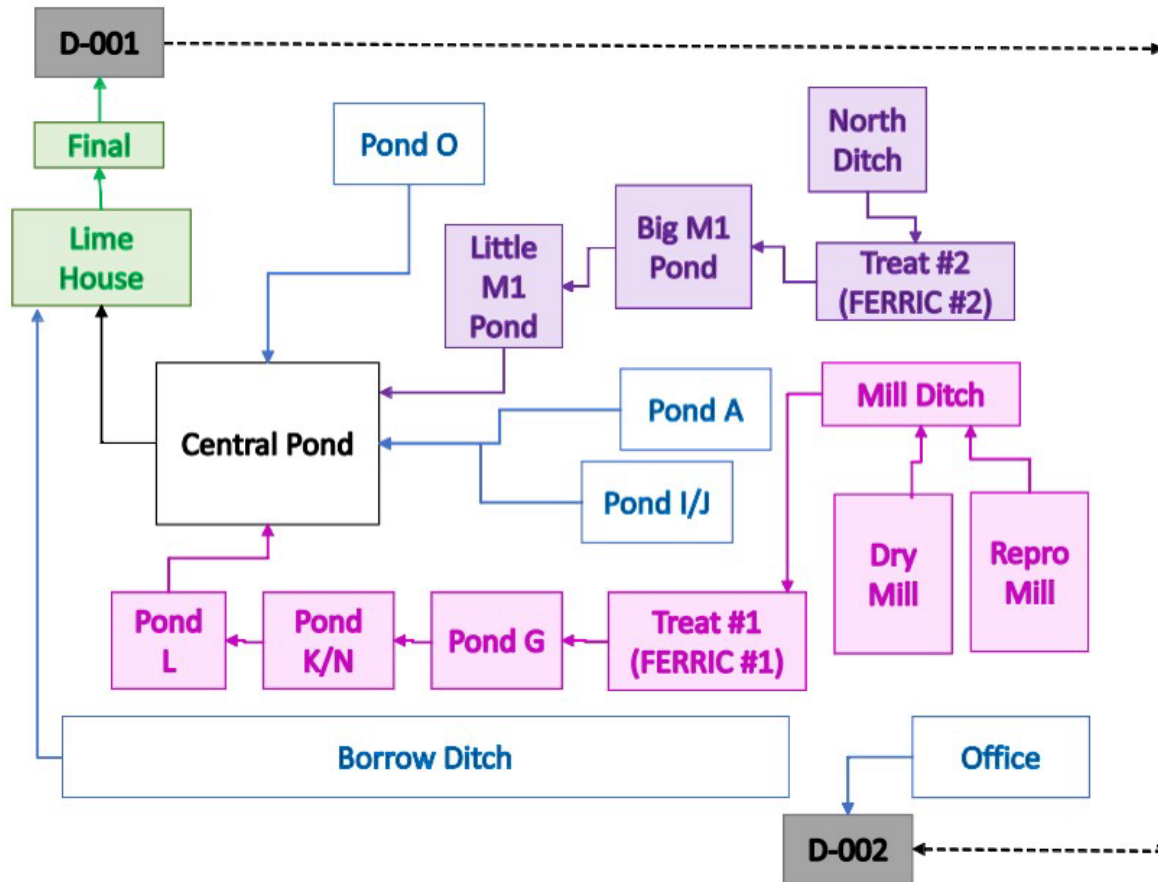 D-001
Final
Lime
House
Pond O
North
Ditch
Little
M1
Pond
Big M1
Pond
Treat #2
(FERRIC #2)
Central Pond
Pond A
Pond I/J
Mill Ditch
Dry
Mill
Repro
Mill
Pond
L
Pond
K/N
Pond G
Treat #1
(FERRIC #1)
Borrow Ditch
Office
D-002